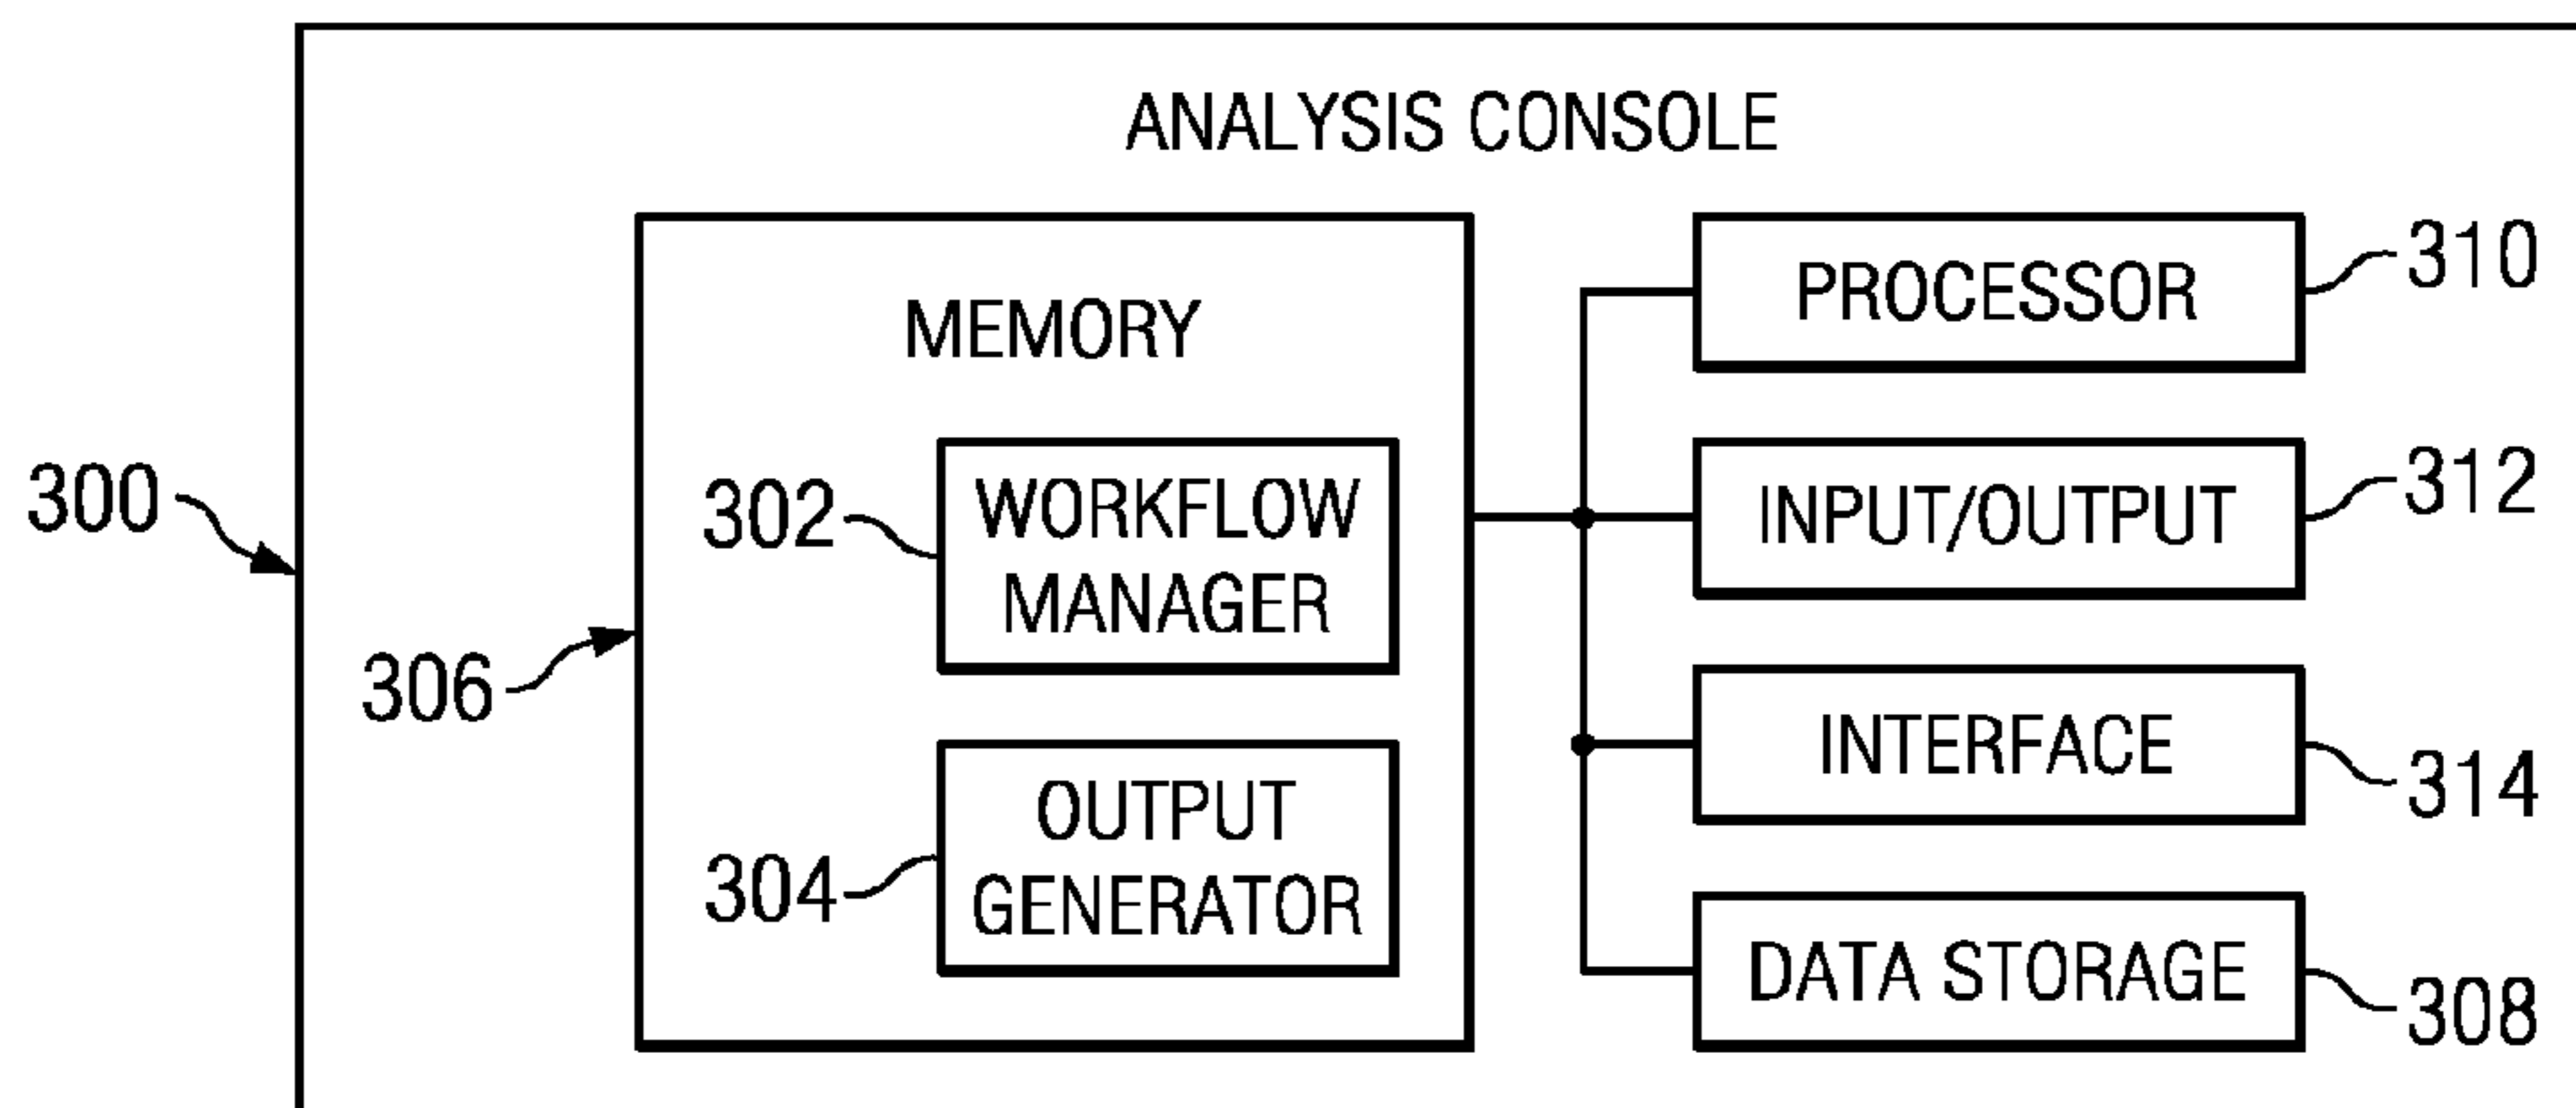 ANALYSIS CONSOLE
MEMORY
300
306
302
WORKFLOW
MANAGER
304
OUTPUT
GENERATOR
PROCESSOR
310
INPUT/OUTPUT
312
INTERFACE
314
DATA STORAGE
308